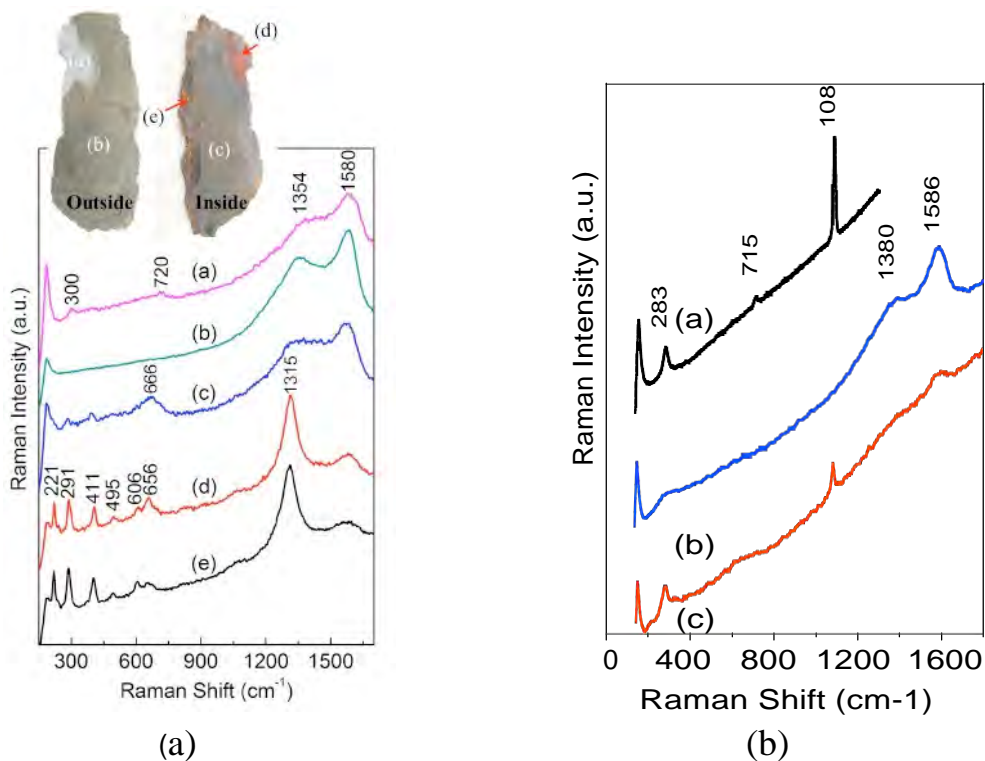 (d)
(a)
(e)
(b)
(c)
Outside
Inside
1354
1580
(a)
300
720
(b)
666
(c)
1315
221
291
411
495
606
656
(d)
(e)
300 600 900 1200 1500
Raman Shift (cm-1)
Raman Intensity (a.u.)
(a)
108
1586
1380
715
283
(a)
(b)
(c)
0 400 800 1200 1600
Raman Shift (cm-1)
Raman Intensity (a.u.)
(b)